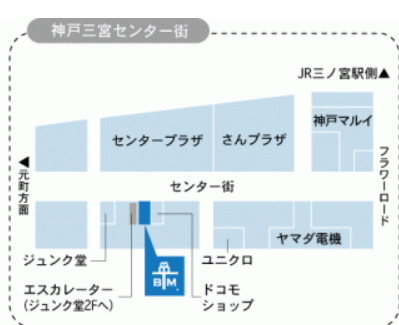 神戸三宮センター街
JR三ノ宮駅側▲
神戸マルイ
センタープラザ
さんプラザ
◀元町方面
フラワーロード
センター街
ヤマダ電機
ジュンク堂
ユニクロ
エスカレーター
(ジュンク堂2Fへ)
ドコモ
ショップ
BM.